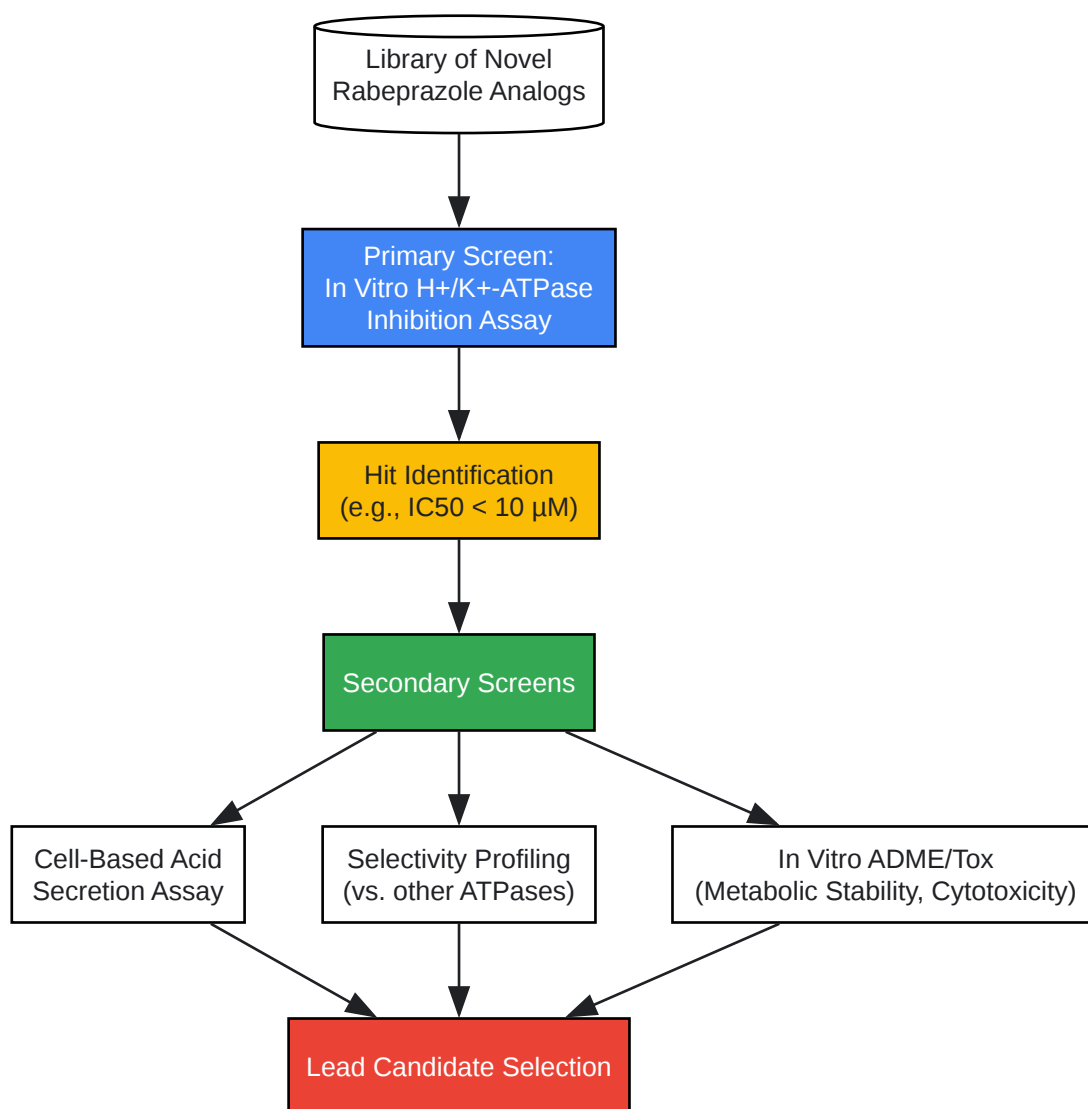 Library of Novel
Rabeprazole Analogs
Primary Screen:
In Vitro H+/K+-ATPase
Inhibition Assay
Hit Identification
(e.g., IC50 < 10 µM)
Secondary Screens
Cell-Based Acid
Secretion Assay
Selectivity Profiling
(vs. other ATPases)
In Vitro ADME/Tox
(Metabolic Stability, Cytotoxicity)
Lead Candidate Selection